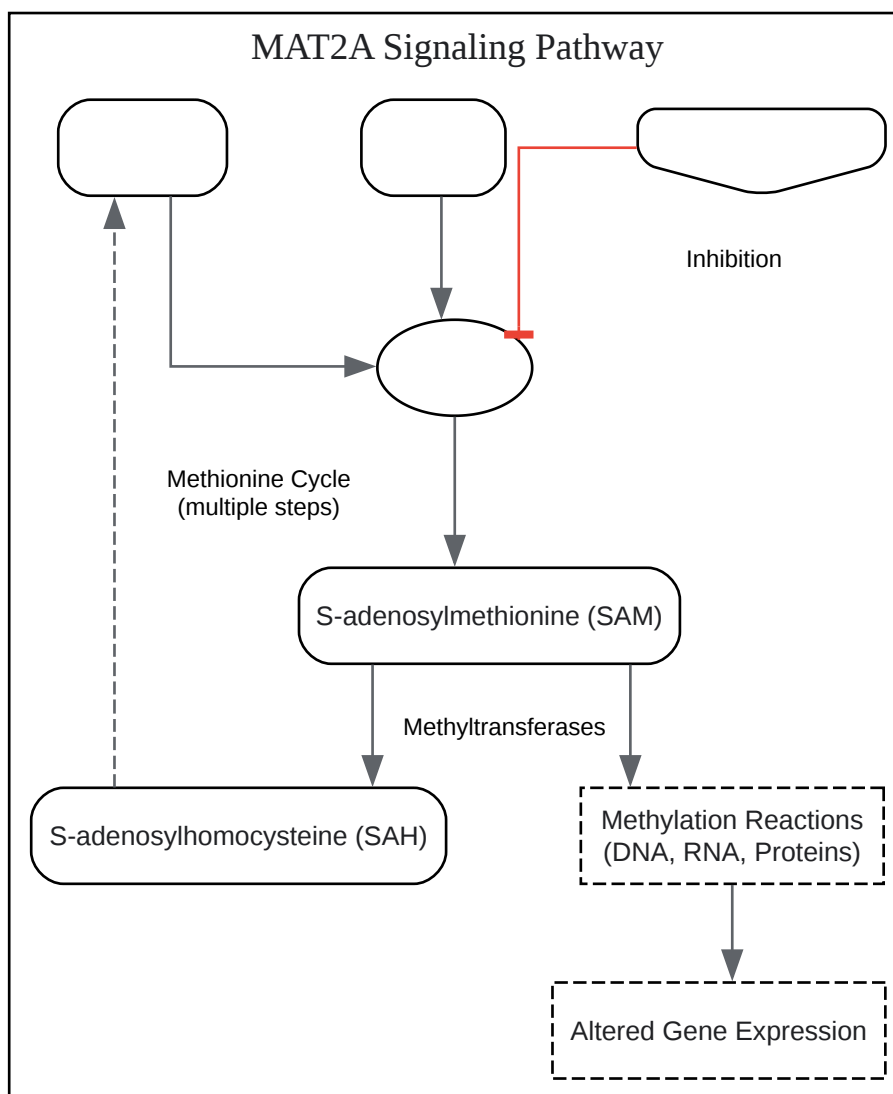 MAT2A Signaling Pathway
Inhibition
Methionine Cycle
(multiple steps)
S-adenosylmethionine (SAM)
Methyltransferases
S-adenosylhomocysteine (SAH)
Methylation Reactions
(DNA, RNA, Proteins)
Altered Gene Expression